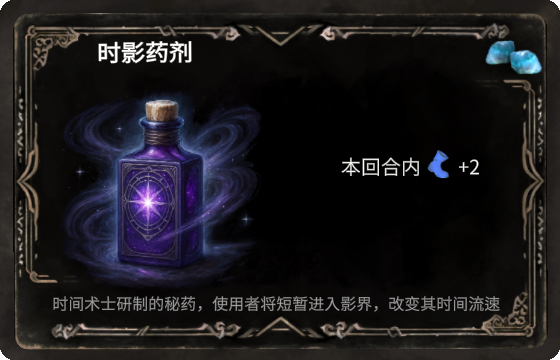 时影药剂
本回合内 +2
时间术士研制的秘药，使用者将短暂进入影界，改变其时间流速